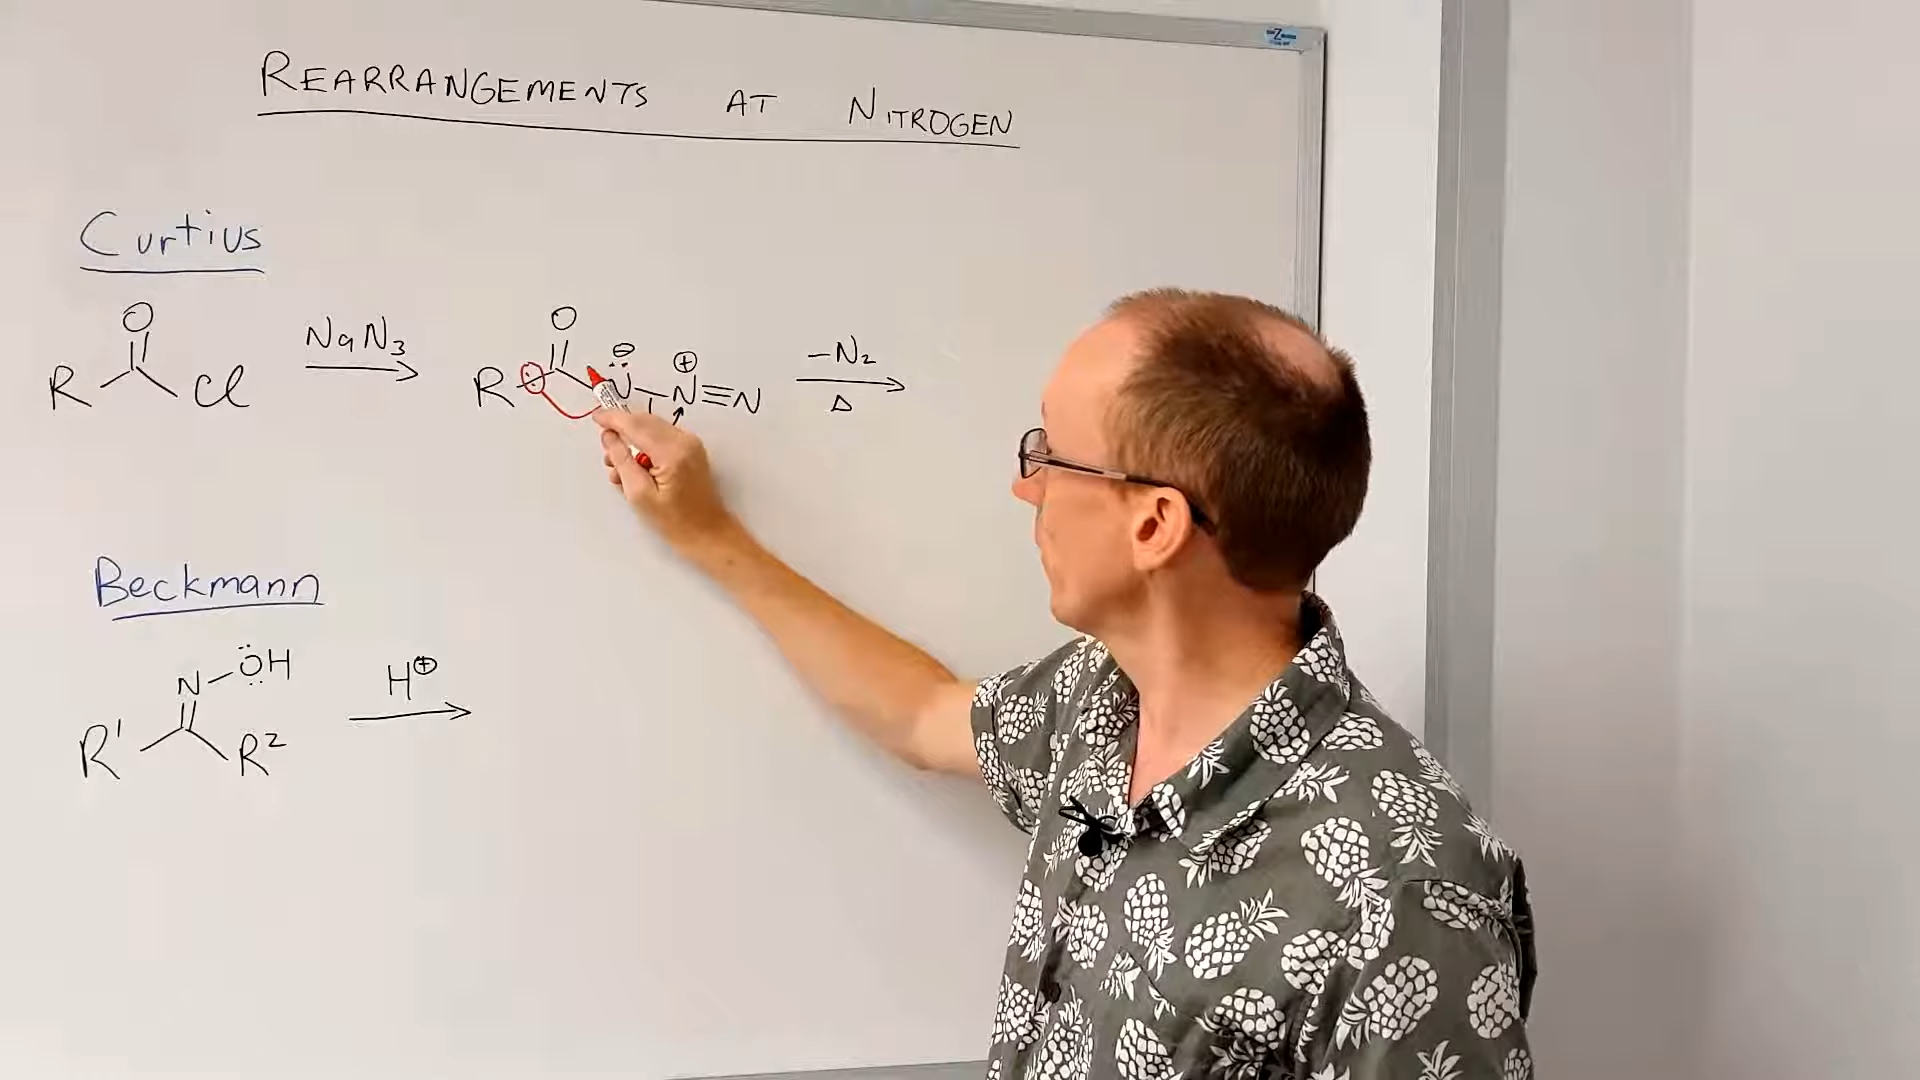 REARRANGEMENTS AT NITROGEN
Curtius
O
R Cl
NaN3
O
R N⊖ N⊕≡N
-N2
Δ
Beckmann
N-ÖH
R' R2
H⊕